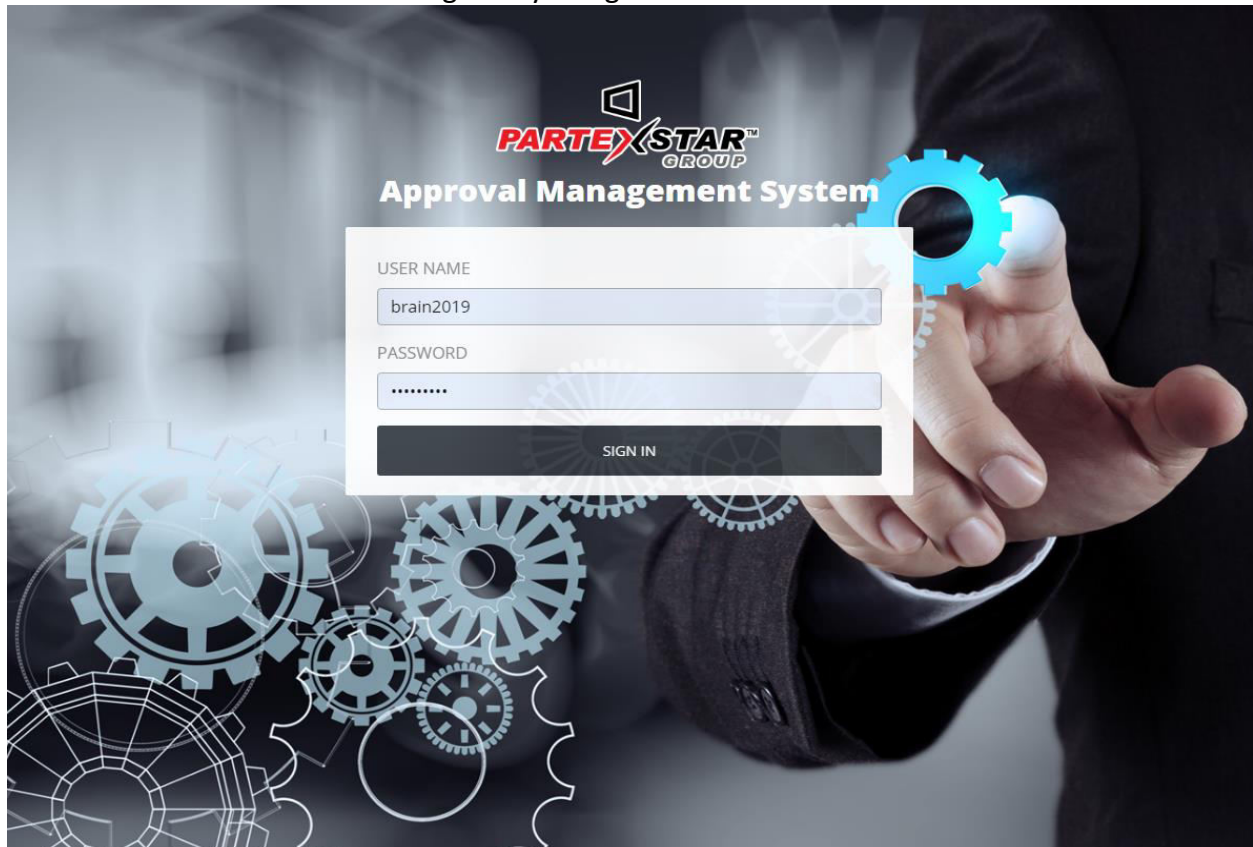 PARTEXSTAR™
GROUP
Approval Management System
USER NAME
brain2019
PASSWORD
•••••••••
SIGN IN